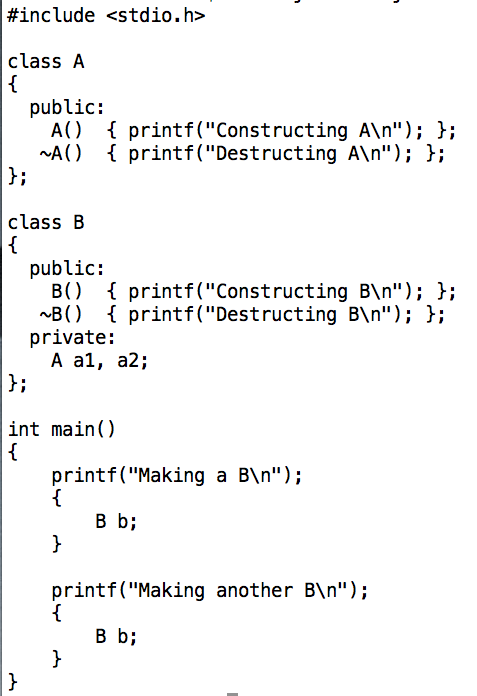 #include <stdio.h>

class A
{
  public:
    A()  { printf("Constructing A\n"); };
   ~A()  { printf("Destructing A\n"); };
};

class B
{
  public:
    B()  { printf("Constructing B\n"); };
   ~B()  { printf("Destructing B\n"); };
  private:
    A a1, a2;
};

int main()
{
    printf("Making a B\n");
    {
        B b;
    }

    printf("Making another B\n");
    {
        B b;
    }
}